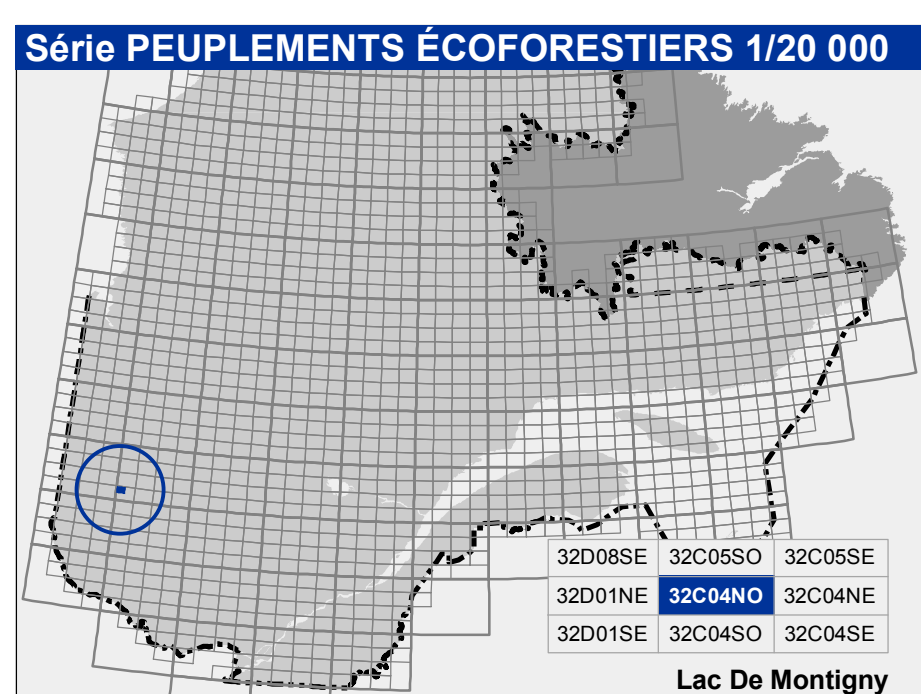 Série PEUPLEMENTS ÉCOFORESTIERS 1/20 000
32D08SE 32C05SO 32C05SE
32D01NE 32C04NO 32C04NE
32D01SE 32C04SO 32C04SE
Lac De Montigny